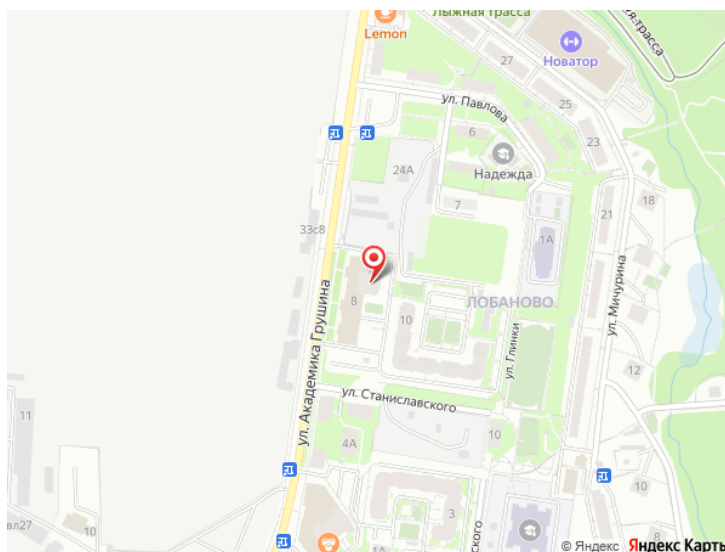 Лыжная трасса
Lemon
Новатор
27
ул. Павлова
25
6
23
24А
Надежда
7
18
21
33с8
1А
ул. Академика Грушина
8
10
ЛОБАНОВО
ул. Мичурина
ул. Глинки
12
ул. Станиславского
11
4А
10
10
10
3
1А
8
© Яндекс
Яндекс Карты